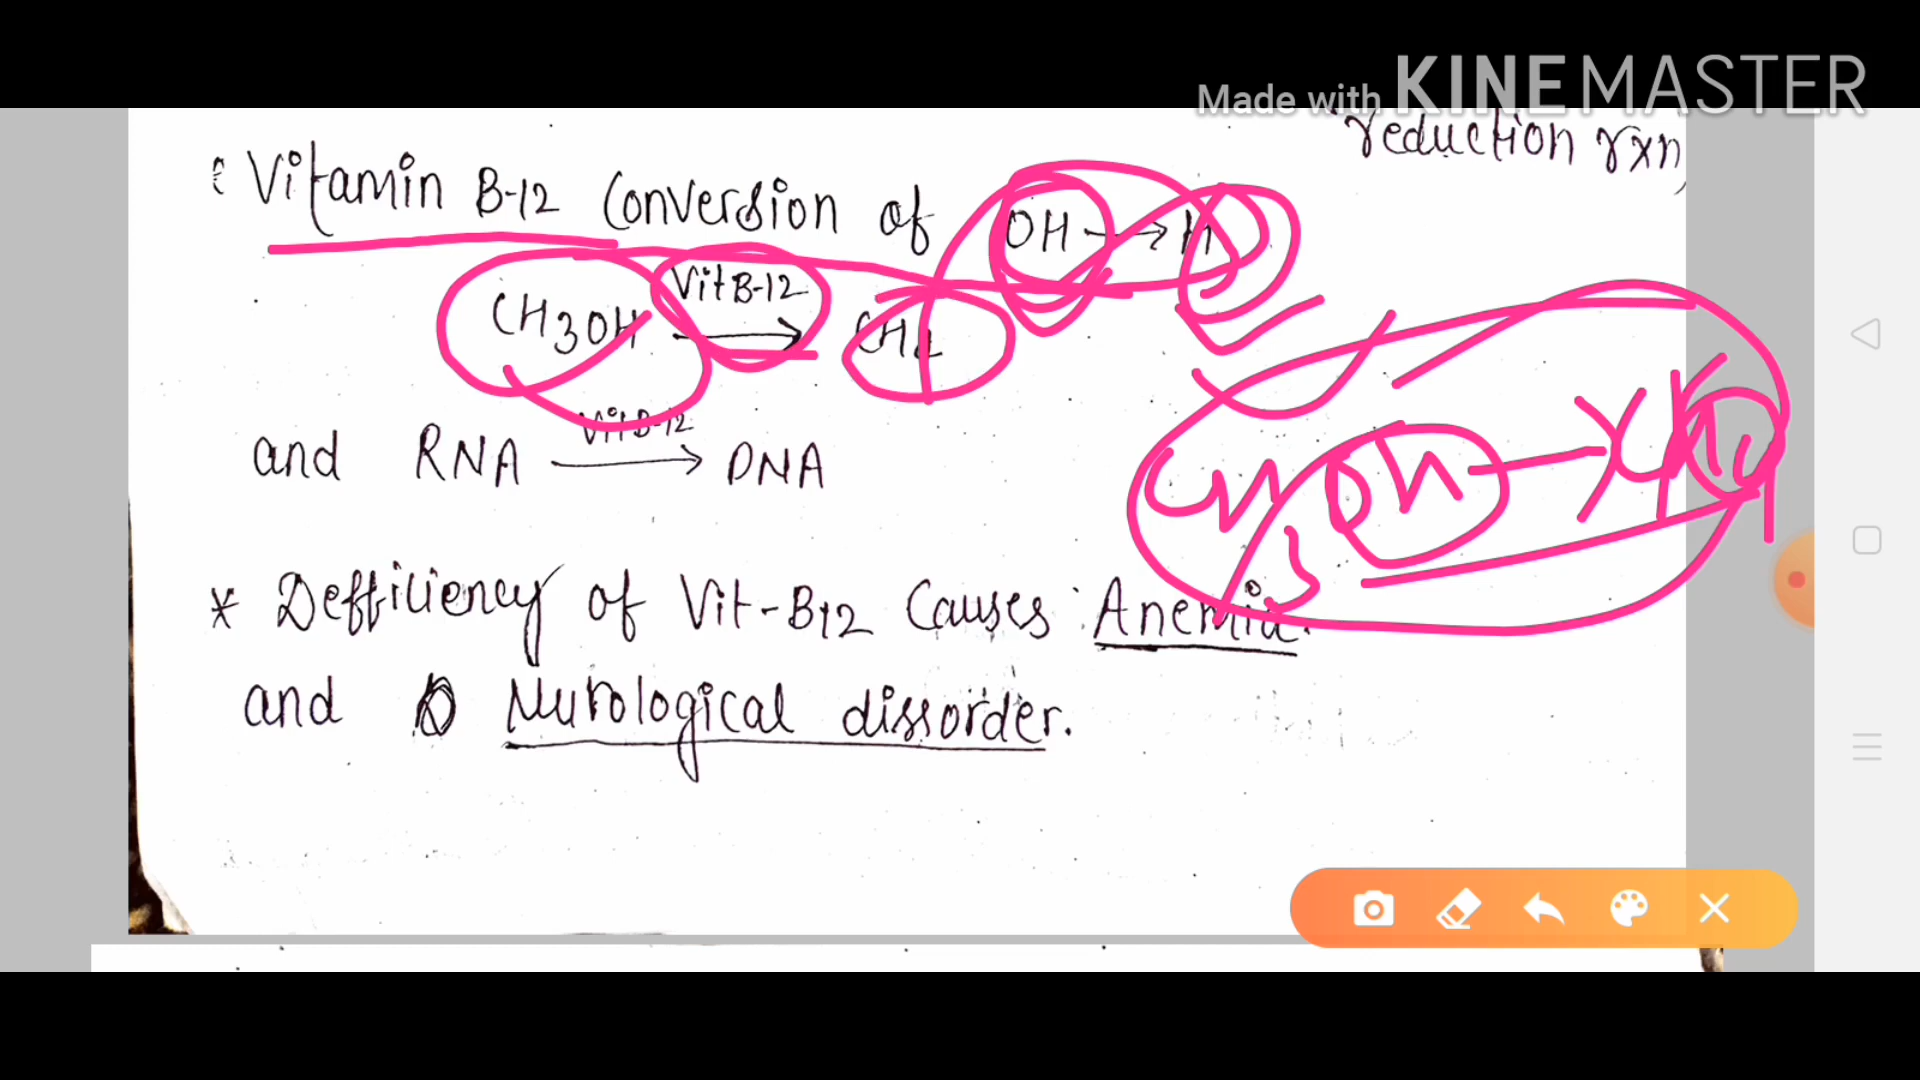 Made with KINEMASTER
reduction rxn
Vitamin B-12 Conversion of OH → H
CH3OH Vit B-12 → CH4
and RNA Vit B-12 → DNA
* Defficiency of Vit-B12 Causes Anemia.
and Nurological dissorder.